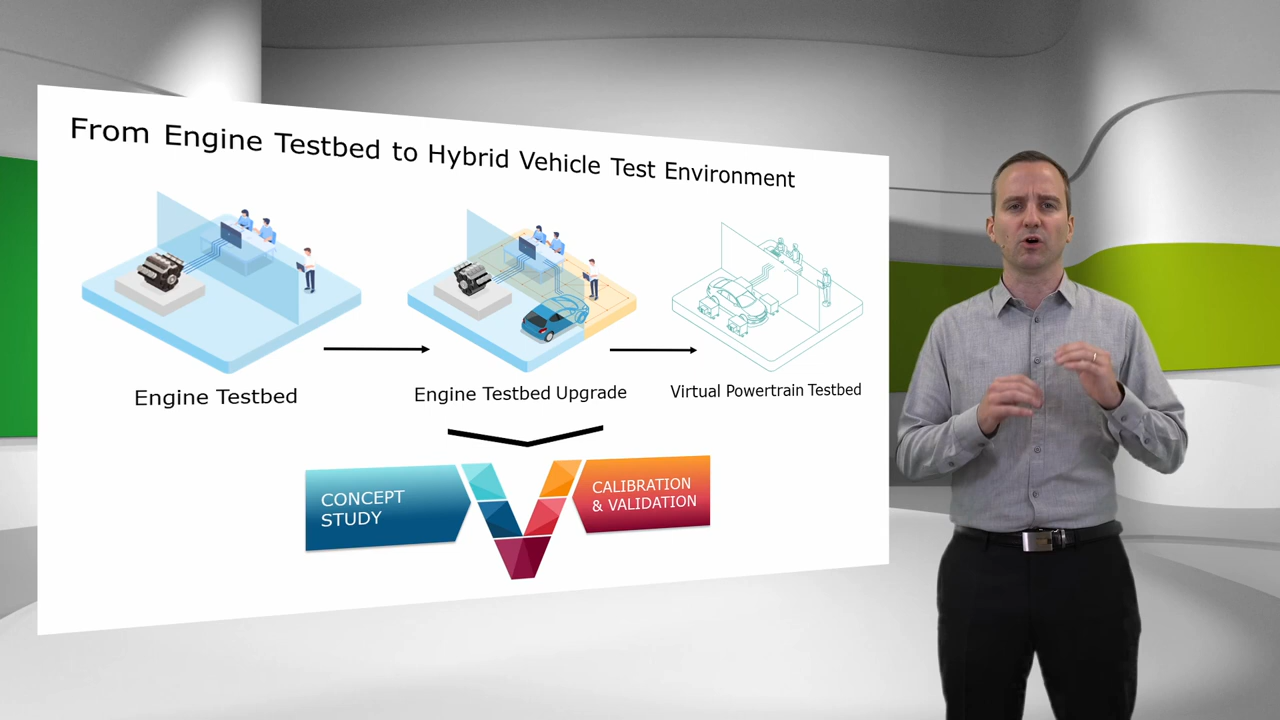 From Engine Testbed to Hybrid Vehicle Test Environment
Engine Testbed
Engine Testbed Upgrade
Virtual Powertrain Testbed
CONCEPT
STUDY
CALIBRATION
& VALIDATION